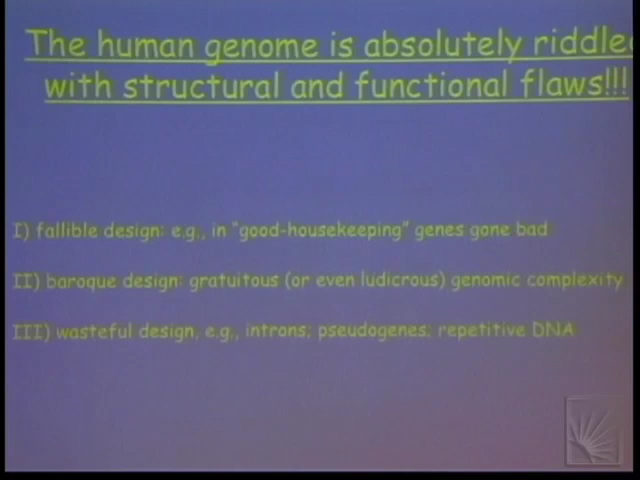 The human genome is absolutely riddle
with structural and functional flaws!!!
I) fallible design: e.g., in "good-housekeeping" genes gone bad
II) baroque design: gratuitous (or even ludicrous) genomic complexity
III) wasteful design, e.g., introns; pseudogenes; repetitive DNA